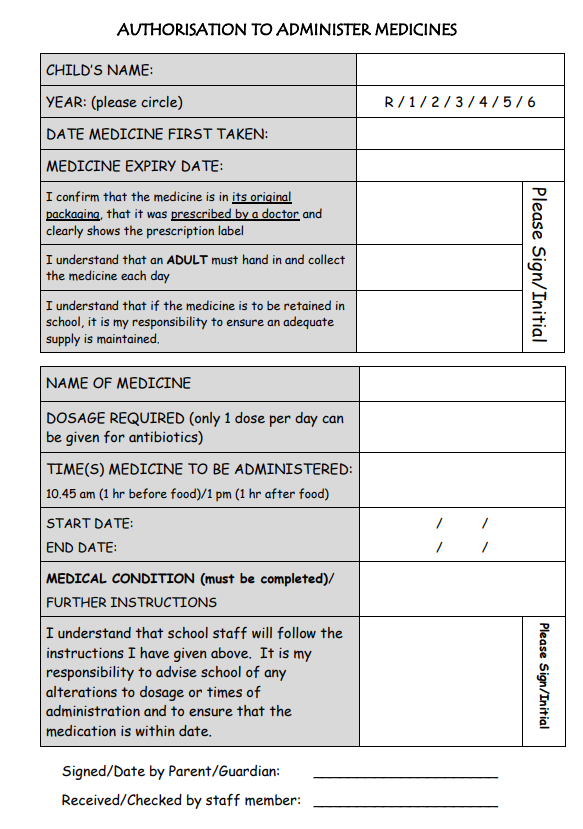 AUTHORISATION TO ADMINISTER MEDICINES
CHILD'S NAME:
YEAR: (please circle)
R / 1 / 2 / 3 / 4 / 5 / 6
DATE MEDICINE FIRST TAKEN:
MEDICINE EXPIRY DATE:
I confirm that the medicine is in its original
packaging, that it was prescribed by a doctor and
clearly shows the prescription label
I understand that an ADULT must hand in and collect
the medicine each day
I understand that if the medicine is to be retained in
school, it is my responsibility to ensure an adequate
supply is maintained.
Please Sign/Initial
NAME OF MEDICINE
DOSAGE REQUIRED (only 1 dose per day can
be given for antibiotics)
TIME(S) MEDICINE TO BE ADMINISTERED:
10.45 am (1 hr before food)/1 pm (1 hr after food)
START DATE: / /
END DATE: / /
MEDICAL CONDITION (must be completed)/
FURTHER INSTRUCTIONS
I understand that school staff will follow the
instructions I have given above.  It is my
responsibility to advise school of any
alterations to dosage or times of
administration and to ensure that the
medication is within date.
Please Sign/Initial
Signed/Date by Parent/Guardian: ______________________
Received/Checked by staff member: ______________________